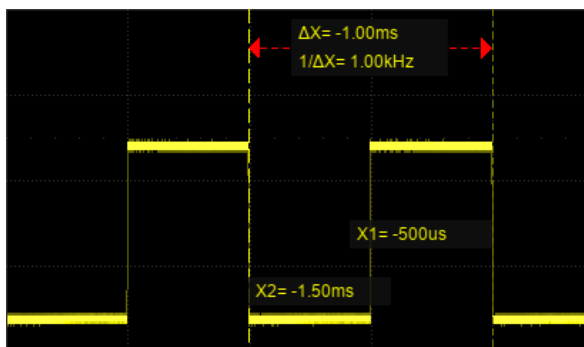 ΔX= -1.00ms
1/ΔX= 1.00kHz
X1= -500us
X2= -1.50ms